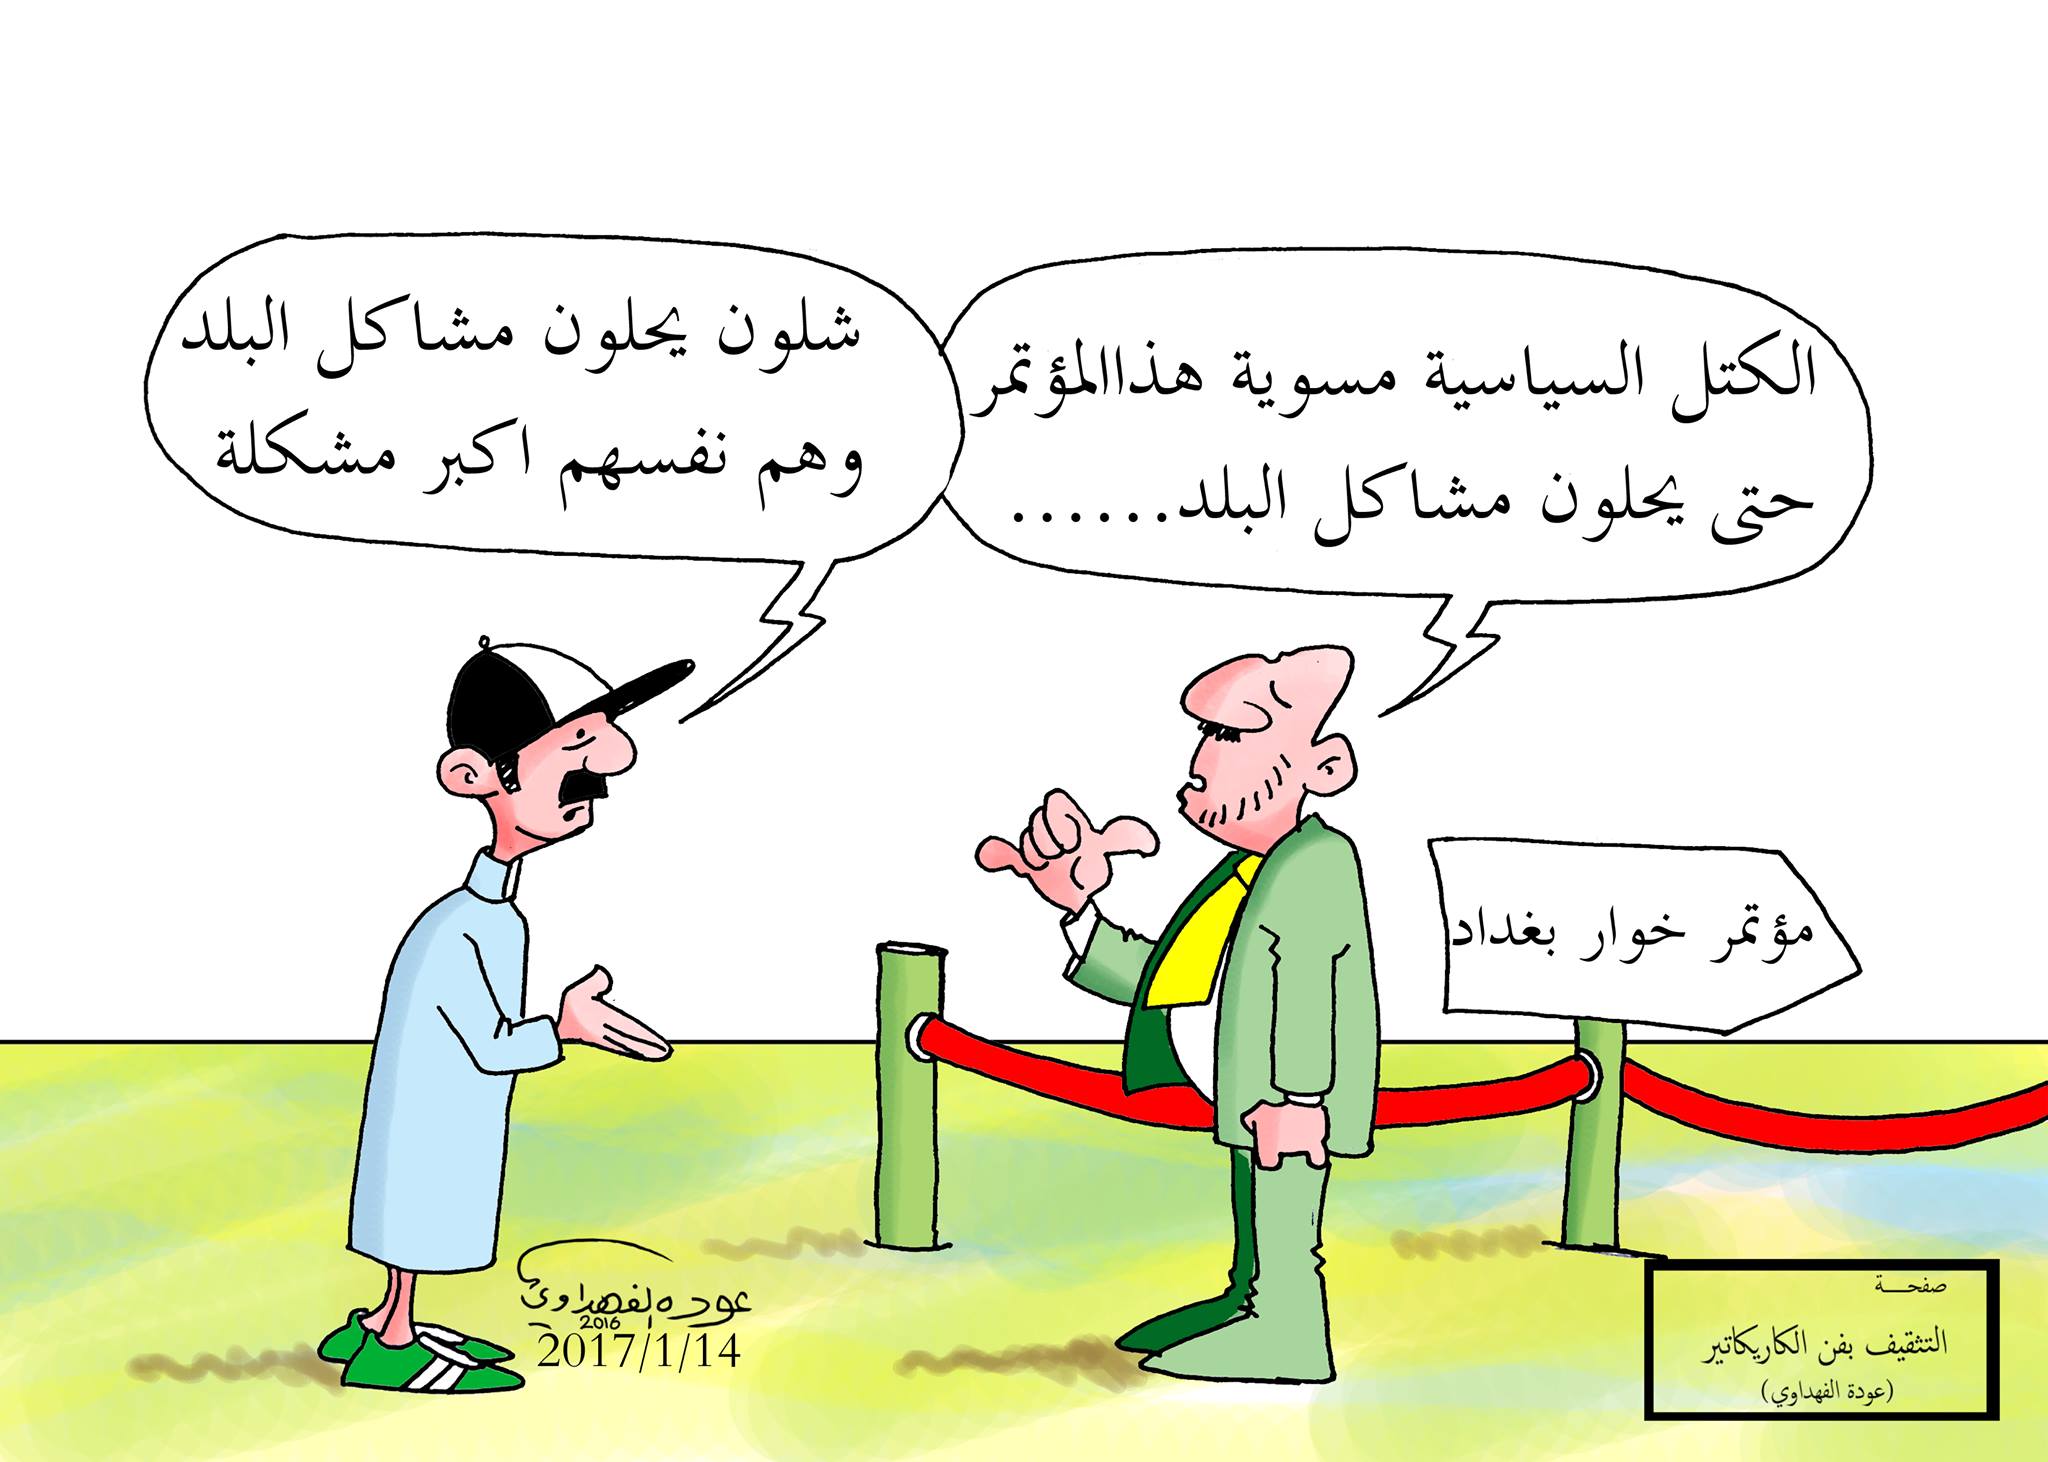 الكتل السياسية مسوية هذاالمؤتمر
حتى يحلون مشاكل البلد......
شلون يحلون مشاكل البلد
وهم نفسهم اكبر مشكلة
مؤتمر خوار بغداد
عوده الفهداوي
2016
2017/1/14
صفحـــة
التثقيف بفن الكاريكاتير
(عودة الفهداوي)